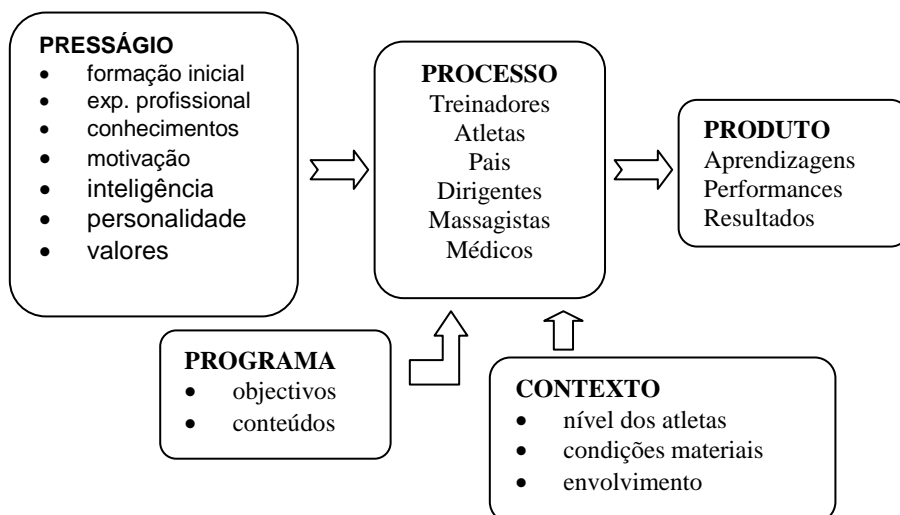 PRESSÁGIO
• formação inicial
• exp. profissional
• conhecimentos
• motivação
• inteligência
• personalidade
• valores
PROCESSO
Treinadores
Atletas
Pais
Dirigentes
Massagistas
Médicos
PRODUTO
Aprendizagens
Performances
Resultados
PROGRAMA
• objectivos
• conteúdos
CONTEXTO
• nível dos atletas
• condições materiais
• envolvimento